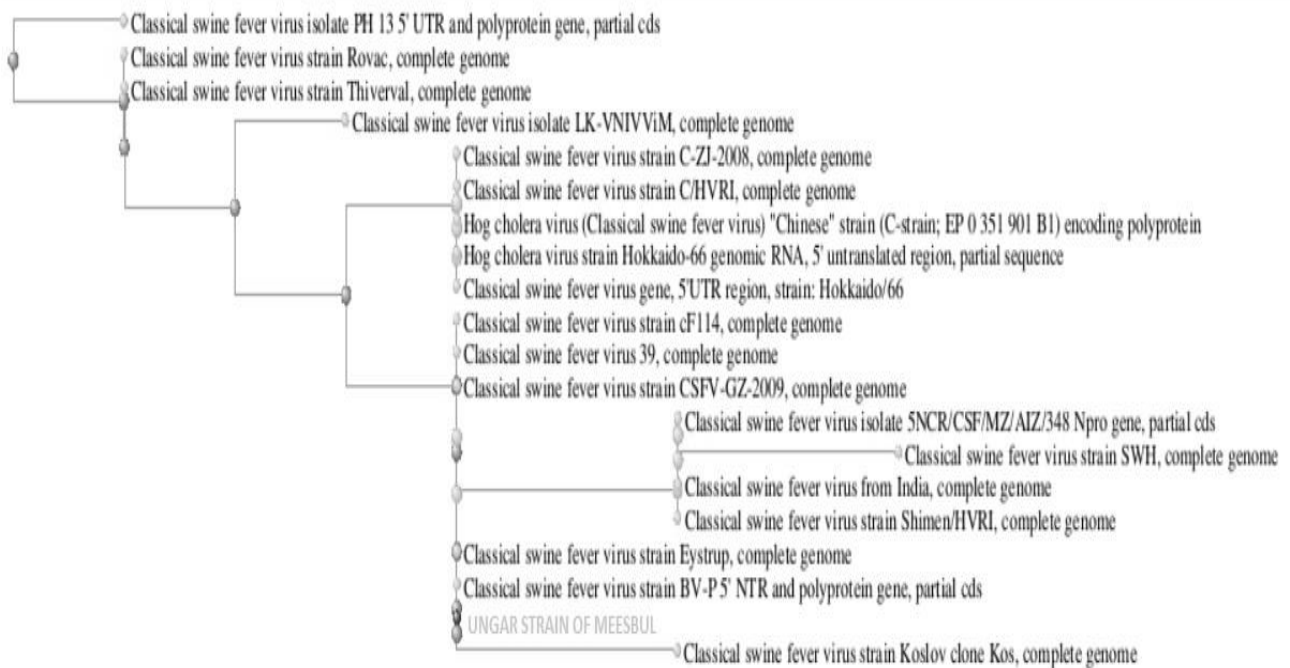 Classical swine fever virus isolate PH 13 5' UTR and polyprotein gene, partial cds
Classical swine fever virus strain Rovac, complete genome
Classical swine fever virus strain Thiverval, complete genome
Classical swine fever virus isolate LK-VNIVViM, complete genome
Classical swine fever virus strain C-ZJ-2008, complete genome
Classical swine fever virus strain C/HVRI, complete genome
Hog cholera virus (Classical swine fever virus) "Chinese" strain (C-strain; EP 0 351 901 B1) encoding polyprotein
Hog cholera virus strain Hokkaido-66 genomic RNA, 5' untranslated region, partial sequence
Classical swine fever virus gene, 5'UTR region, strain: Hokkaido/66
Classical swine fever virus strain cF114, complete genome
Classical swine fever virus 39, complete genome
Classical swine fever virus strain CSFV-GZ-2009, complete genome
Classical swine fever virus isolate 5NCR/CSF/MZ/AIZ/348 Npro gene, partial cds
Classical swine fever virus strain SWH, complete genome
Classical swine fever virus from India, complete genome
Classical swine fever virus strain Shimen/HVRI, complete genome
Classical swine fever virus strain Eystrup, complete genome
Classical swine fever virus strain BV-P 5' NTR and polyprotein gene, partial cds
UNGAR STRAIN OF MEESBUL
Classical swine fever virus strain Koslov clone Kos, complete genome